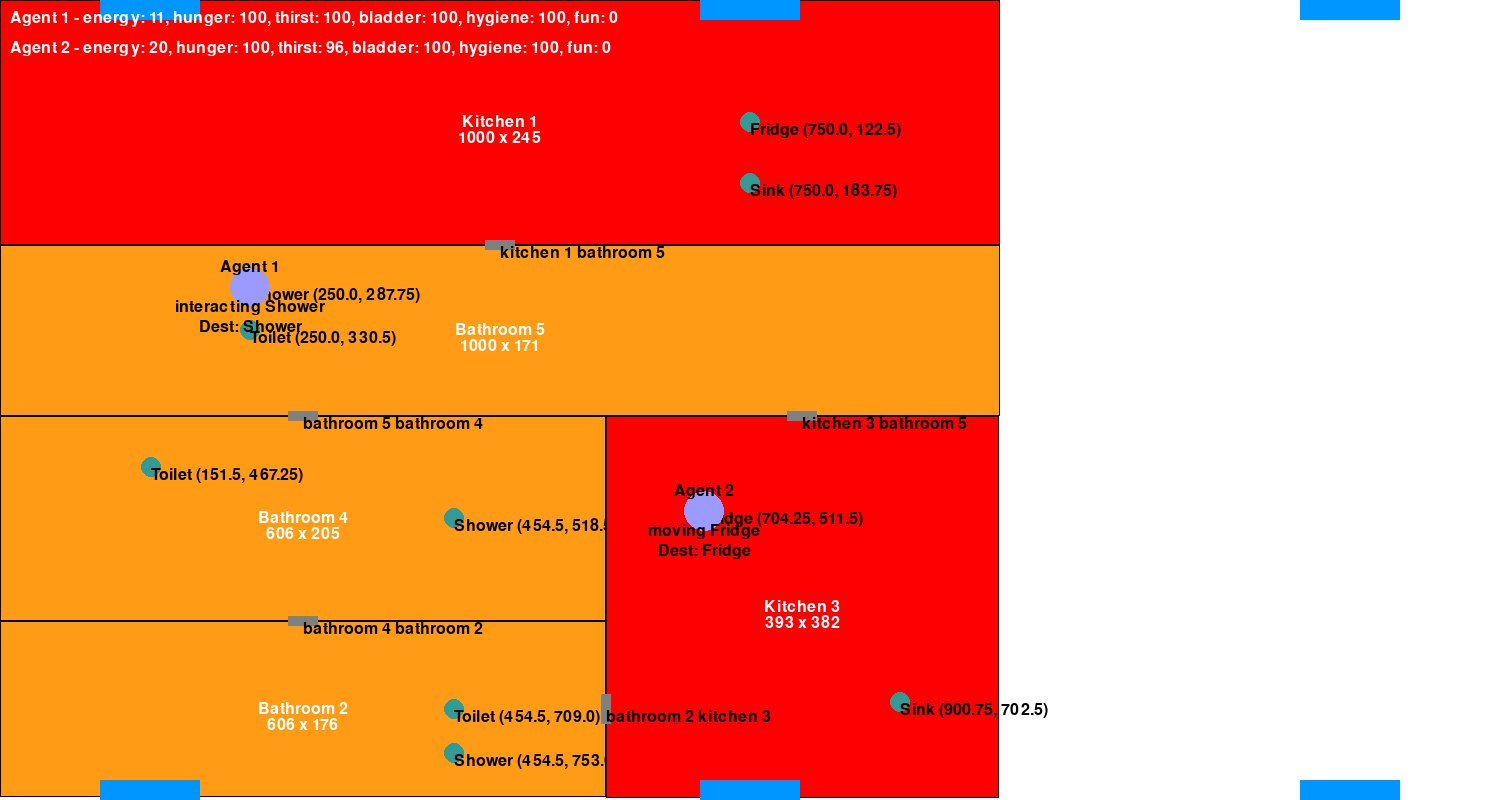 Agent 1 - energy: 11, hunger: 100, thirst: 100, bladder: 100, hygiene: 100, fun: 0
Agent 2 - energy: 20, hunger: 100, thirst: 96, bladder: 100, hygiene: 100, fun: 0
Kitchen 1
1000 x 245
Fridge (750.0, 122.5)
Sink (750.0, 183.75)
kitchen 1 bathroom 5
Agent 1
(250.0, 287.75)
interacting Shower
Dest: Shower
Toilet (250.0, 330.5)
Bathroom 5
1000 x 171
bathroom 5 bathroom 4
kitchen 3 bathroom 5
Toilet (151.5, 467.25)
Bathroom 4
606 x 205
Shower (454.5, 518.5
Agent 2
(704.25, 511.5)
moving Fridge
Dest: Fridge
Kitchen 3
393 x 382
bathroom 4 bathroom 2
Bathroom 2
606 x 176
Toilet (454.5, 709.0)
bathroom 2 kitchen 3
Shower (454.5, 753.
Sink (900.75, 702.5)